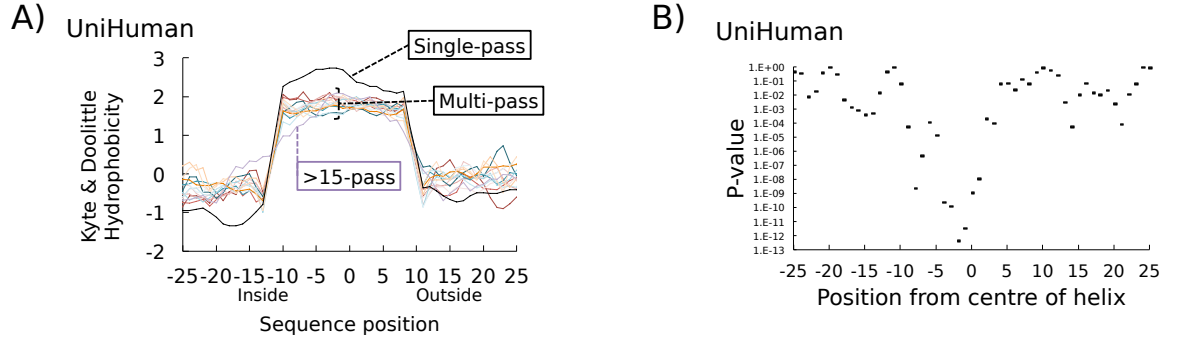 A)
UniHuman
Kyte & Doolittle
Hydrophobicity
3
2
1
0
-1
-2
Single-pass
Multi-pass
>15-pass
-25 -20 -15 -10 -5 0 5 10 15 20 25
Inside
Outside
Sequence position
B)
UniHuman
P-value
1.E+00
1.E-01
1.E-02
1.E-03
1.E-04
1.E-05
1.E-06
1.E-07
1.E-08
1.E-09
1.E-10
1.E-11
1.E-12
1.E-13
-25 -20 -15 -10 -5 0 5 10 15 20 25
Position from centre of helix